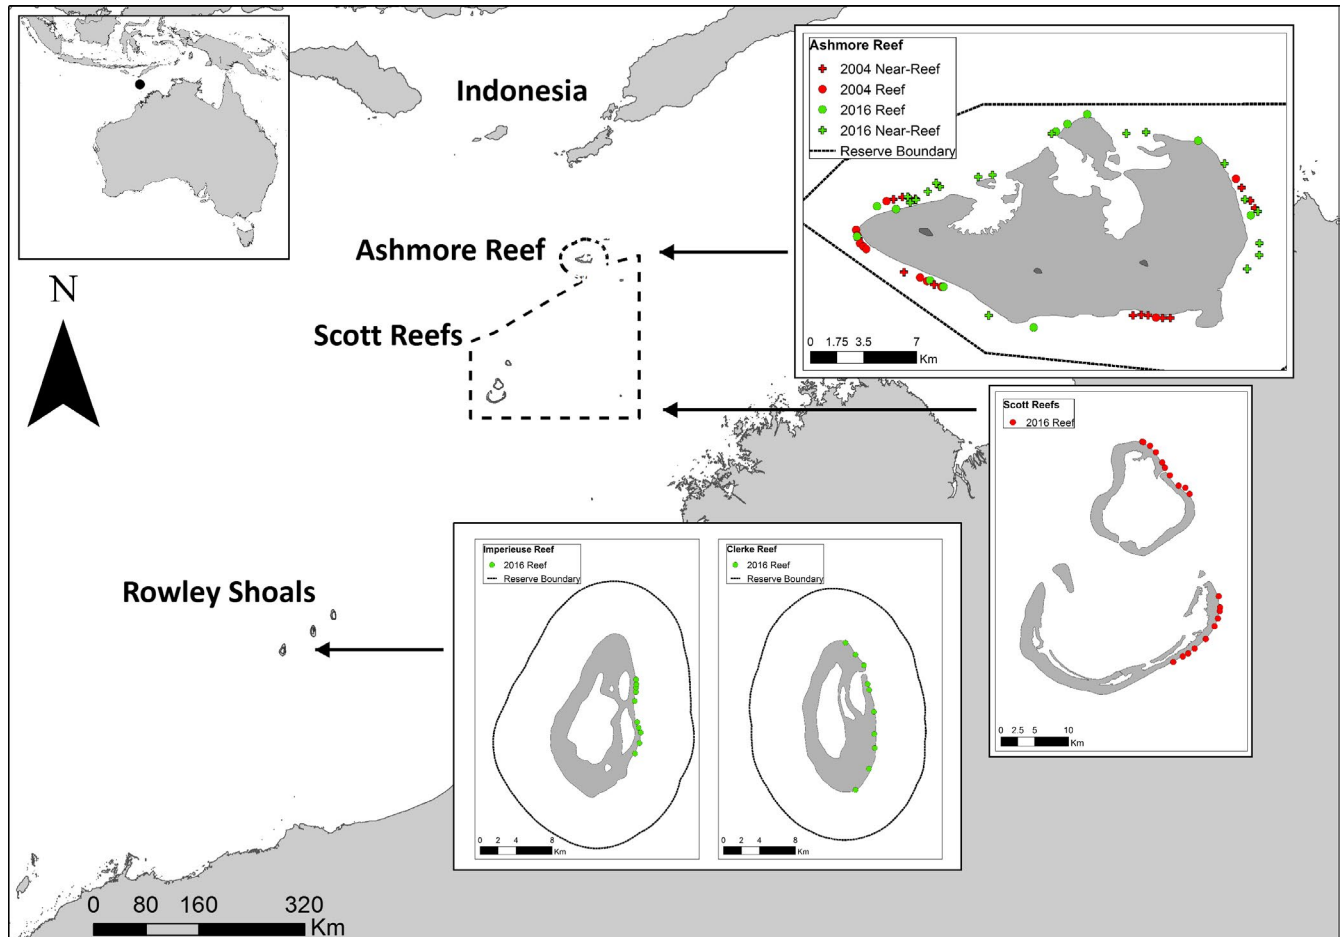 Indonesia
Ashmore Reef
Scott Reefs
Rowley Shoals
N
0 80 160 320
Km
Ashmore Reef
2004 Near-Reef
2004 Reef
2016 Reef
2016 Near-Reef
Reserve Boundary
0 1.75 3.5 7
Km
Scott Reefs
2016 Reef
0 2.5 5 10
Km
Imperieuse Reef
2016 Reef
Reserve Boundary
0 2 4 8
Km
Clerke Reef
2016 Reef
Reserve Boundary
0 2 4 8
Km